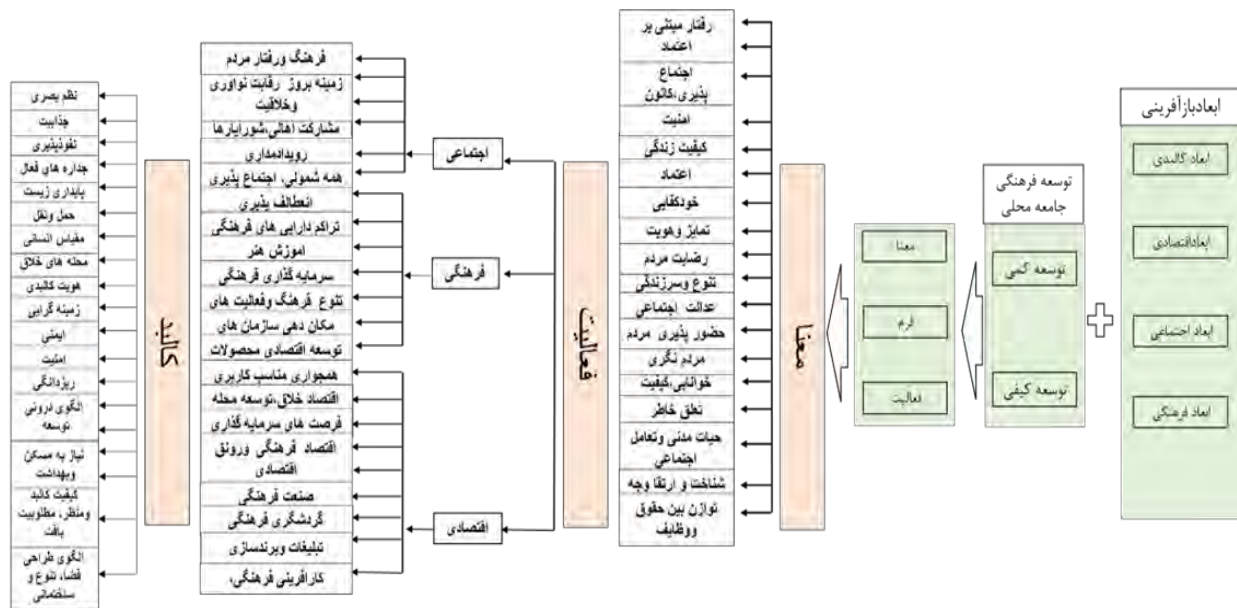 ابعادبازآفرینی
ابعاد کالبدی
ابعاداقتصادی
ابعاد اجتماعی
ابعاد فرهنگی
توسعه فرهنگی
جامعه محلی
توسعه کمی
توسعه کیفی
معنا
فرم
فعالیت
معنا
رفتار مبتنی بر
اعتماد
اجتماع
پذیری،کانون
امنیت
کیفیت زندگی
اعتماد
خودکفایی
تمایز وهویت
رضایت مردم
تنوع وسرزندگی
عدالت اجتماعی
حضور پذیری مردم
مردم نگری
خوانایی،کیفیت
تعلق خاطر
حیات مدنی وتعامل
اجتماعی
شناخت و ارتقا وجه
توازن بین حقوق
ووظایف
فعالیت
اجتماعی
فرهنگی
اقتصادی
فرهنگ ورفتار مردم
زمینه بروز رقابت نواوری
وخلاقیت
مشارکت اهالی،شورایارها
رویدادمداری
همه شمولی، اجتماع پذیری
انعطالف پذیری
تراکم دارایی های فرهنگی
اموزش هنر
سرمایه گذاری فرهنگی
تنوع فرهنگ وفعالیت های
مکان دهی سازمان های
توسعه اقتصادی محصولات
همجواری مناسب کاربری
اقتصاد خلاق،توسعه محله
فرصت های سرمایه گذاری
اقتصاد فرهنگی ورونق
اقتصادی
صنعت فرهنگی
گردشگری فرهنگی
تبلیغات وبرندسازی
کارافرینی فرهنگی،
کالبد
نظم بصری
جذابیت
نفوذپذیری
جداره های فعال
پایداری زیست
حمل ونقل
مقیاس انسانی
محله های خلاق
هویت کالبدی
زمینه گرایی
ایمنی
امنیت
ریزدانگی
الگوی درونی
توسعه
نیاز به مسکن
وبهداشت
کیفیت کالبد
ومنظر، مطلوبیت
بافت
الگوی طراحی
فضا، تنوع و
ساختمانی